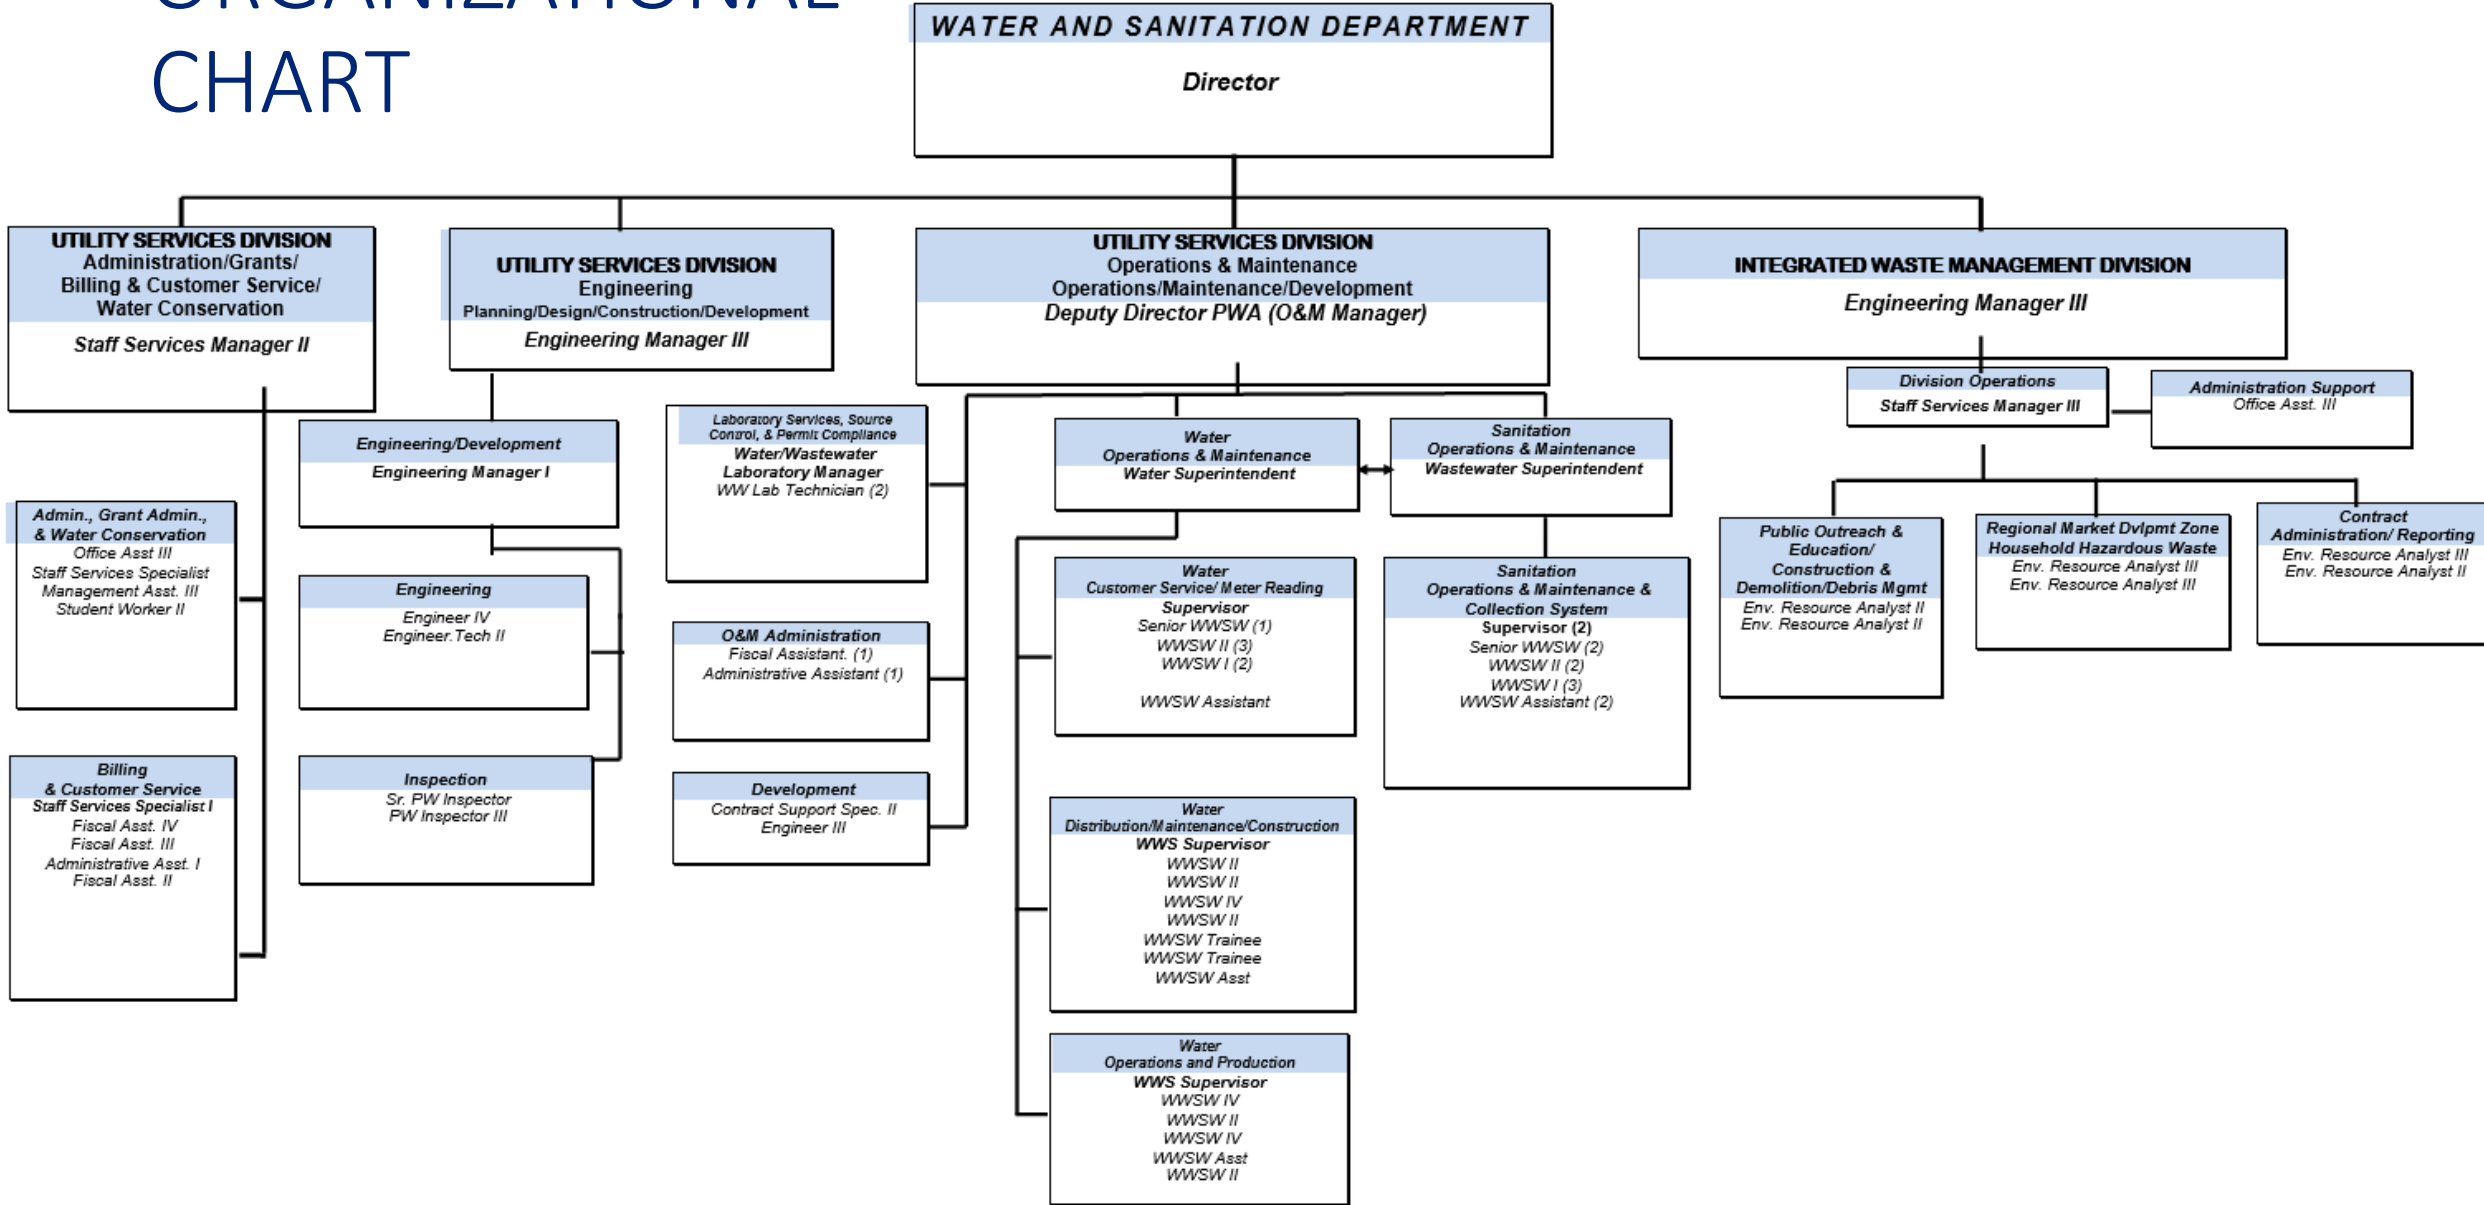 ORGANIZATIONAL
CHART
WATER AND SANITATION DEPARTMENT
Director
UTILITY SERVICES DIVISION
Administration/Grants/
Billing & Customer Service/
Water Conservation
Staff Services Manager II
UTILITY SERVICES DIVISION
Engineering
Planning/Design/Construction/Development
Engineering Manager III
UTILITY SERVICES DIVISION
Operations & Maintenance
Operations/Maintenance/Development
Deputy Director PWA (O&M Manager)
INTEGRATED WASTE MANAGEMENT DIVISION
Engineering Manager III
Division Operations
Staff Services Manager III
Administration Support
Office Asst. III
Engineering/Development
Engineering Manager I
Laboratory Services, Source
Control, & Permit Compliance
Water/Wastewater
Laboratory Manager
WW Lab Technician (2)
Water
Operations & Maintenance
Water Superintendent
Sanitation
Operations & Maintenance
Wastewater Superintendent
Admin., Grant Admin.,
& Water Conservation
Office Asst III
Staff Services Specialist
Management Asst. III
Student Worker II
Engineering
Engineer IV
Engineer.Tech II
O&M Administration
Fiscal Assistant. (1)
Administrative Assistant (1)
Water
Customer Service/ Meter Reading
Supervisor
Senior WWSW (1)
WWSW II (3)
WWSW I (2)
WWSW Assistant
Sanitation
Operations & Maintenance &
Collection System
Supervisor (2)
Senior WWSW (2)
WWSW II (2)
WWSW I (3)
WWSW Assistant (2)
Public Outreach &
Education/
Construction &
Demolition/Debris Mgmt
Env. Resource Analyst II
Env. Resource Analyst II
Regional Market Dvlpmt Zone
Household Hazardous Waste
Env. Resource Analyst III
Env. Resource Analyst III
Contract
Administration/ Reporting
Env. Resource Analyst III
Env. Resource Analyst II
Billing
& Customer Service
Staff Services Specialist I
Fiscal Asst. IV
Fiscal Asst. III
Administrative Asst. I
Fiscal Asst. II
Inspection
Sr. PW Inspector
PW Inspector III
Development
Contract Support Spec. II
Engineer III
Water
Distribution/Maintenance/Construction
WWS Supervisor
WWSW II
WWSW II
WWSW IV
WWSW II
WWSW Trainee
WWSW Trainee
WWSW Asst
Water
Operations and Production
WWS Supervisor
WWSW IV
WWSW II
WWSW IV
WWSW Asst
WWSW II